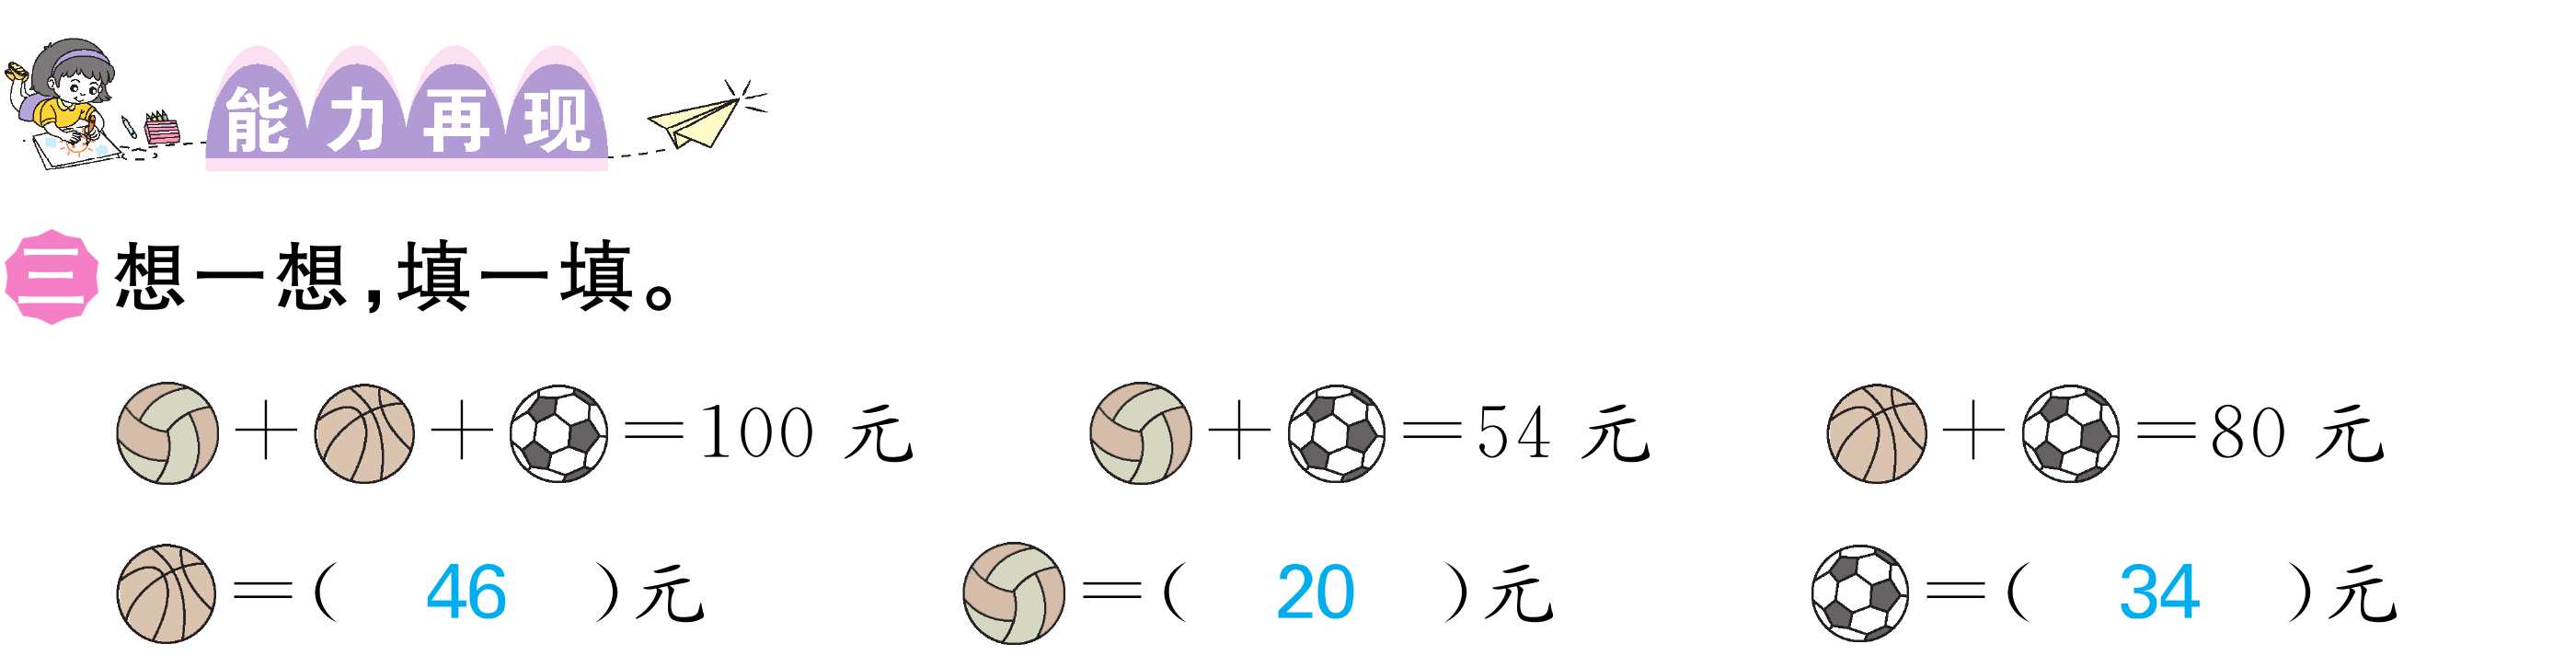 能力再现
三 想一想,填一填。
+ + =100 元 + =54 元 + =80 元
=( 46 )元 =( 20 )元 =( 34 )元